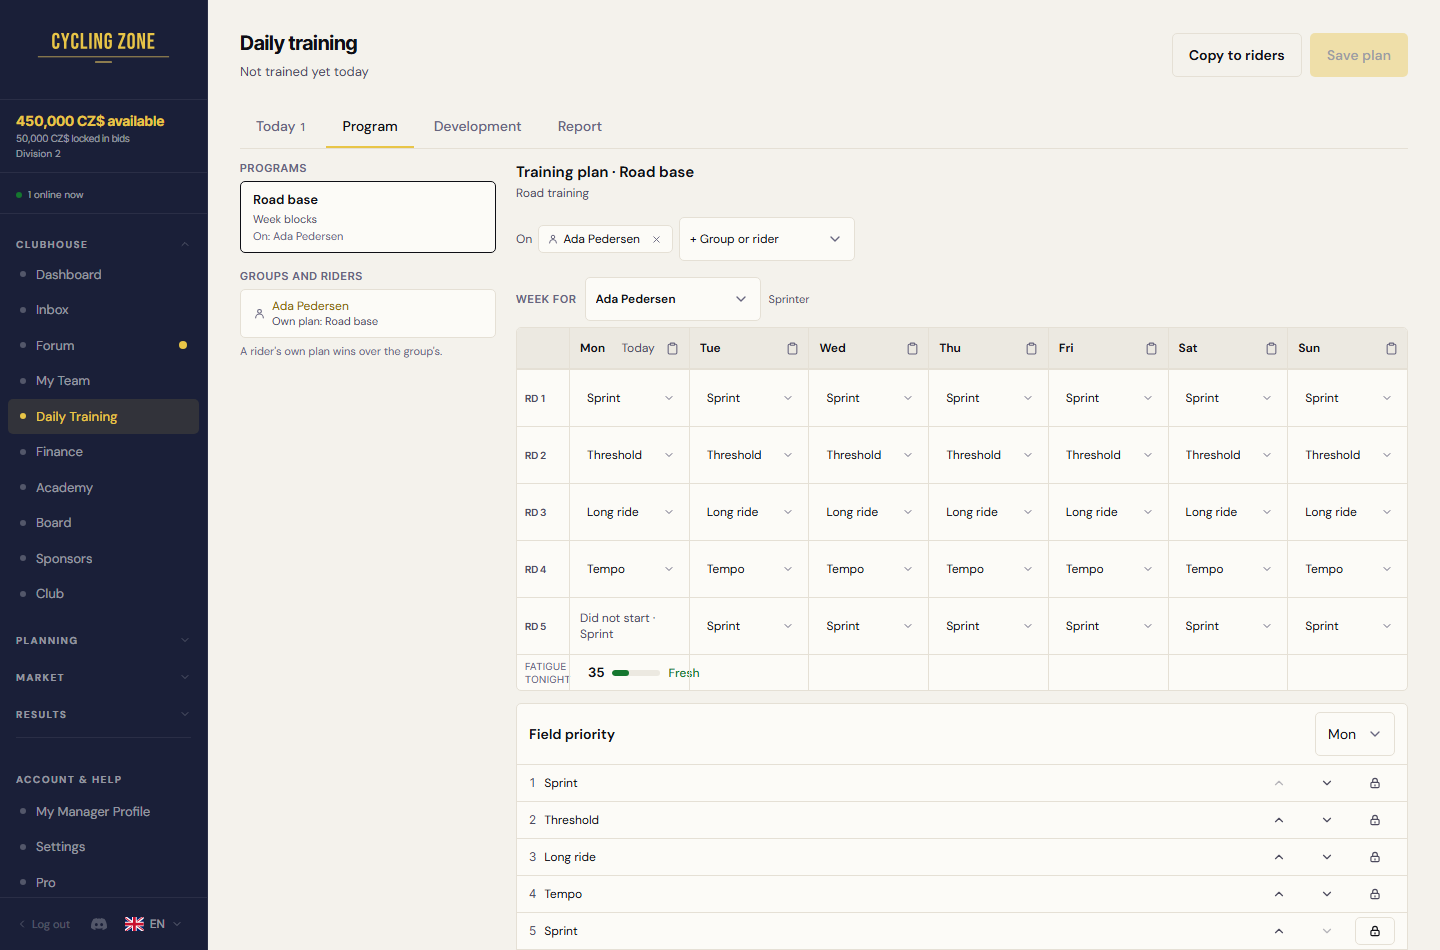 CYCLING ZONE
450,000 CZ$ available
50,000 CZ$ locked in bids
Division 2
1 online now
CLUBHOUSE
Dashboard
Inbox
Forum
My Team
Daily Training
Finance
Academy
Board
Sponsors
Club
PLANNING
MARKET
RESULTS
ACCOUNT & HELP
My Manager Profile
Settings
Pro
Log out
EN
Daily training
Not trained yet today
Copy to riders
Save plan
Today 1
Program
Development
Report
PROGRAMS
Road base
Week blocks
On: Ada Pedersen
GROUPS AND RIDERS
Ada Pedersen
Own plan: Road base
A rider's own plan wins over the group's.
Training plan · Road base
Road training
On Ada Pedersen + Group or rider
WEEK FOR Ada Pedersen Sprinter
Mon Today Tue Wed Thu Fri Sat Sun
RD 1 Sprint Sprint Sprint Sprint Sprint Sprint Sprint
RD 2 Threshold Threshold Threshold Threshold Threshold Threshold Threshold
RD 3 Long ride Long ride Long ride Long ride Long ride Long ride Long ride
RD 4 Tempo Tempo Tempo Tempo Tempo Tempo Tempo
RD 5 Did not start · Sprint Sprint Sprint Sprint Sprint Sprint Sprint
FATIGUE TONIGHT 35 Fresh
Field priority Mon
1 Sprint
2 Threshold
3 Long ride
4 Tempo
5 Sprint